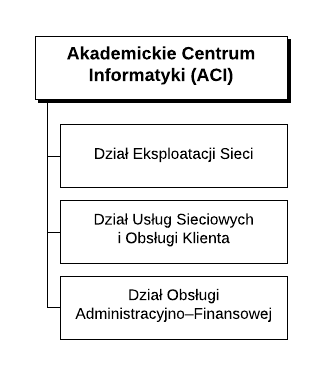 Akademickie Centrum
Informatyki (ACI)
Dział Eksploatacji Sieci
Dział Usług Sieciowych
i Obsługi Klienta
Dział Obsługi
Administracyjno–Finansowej